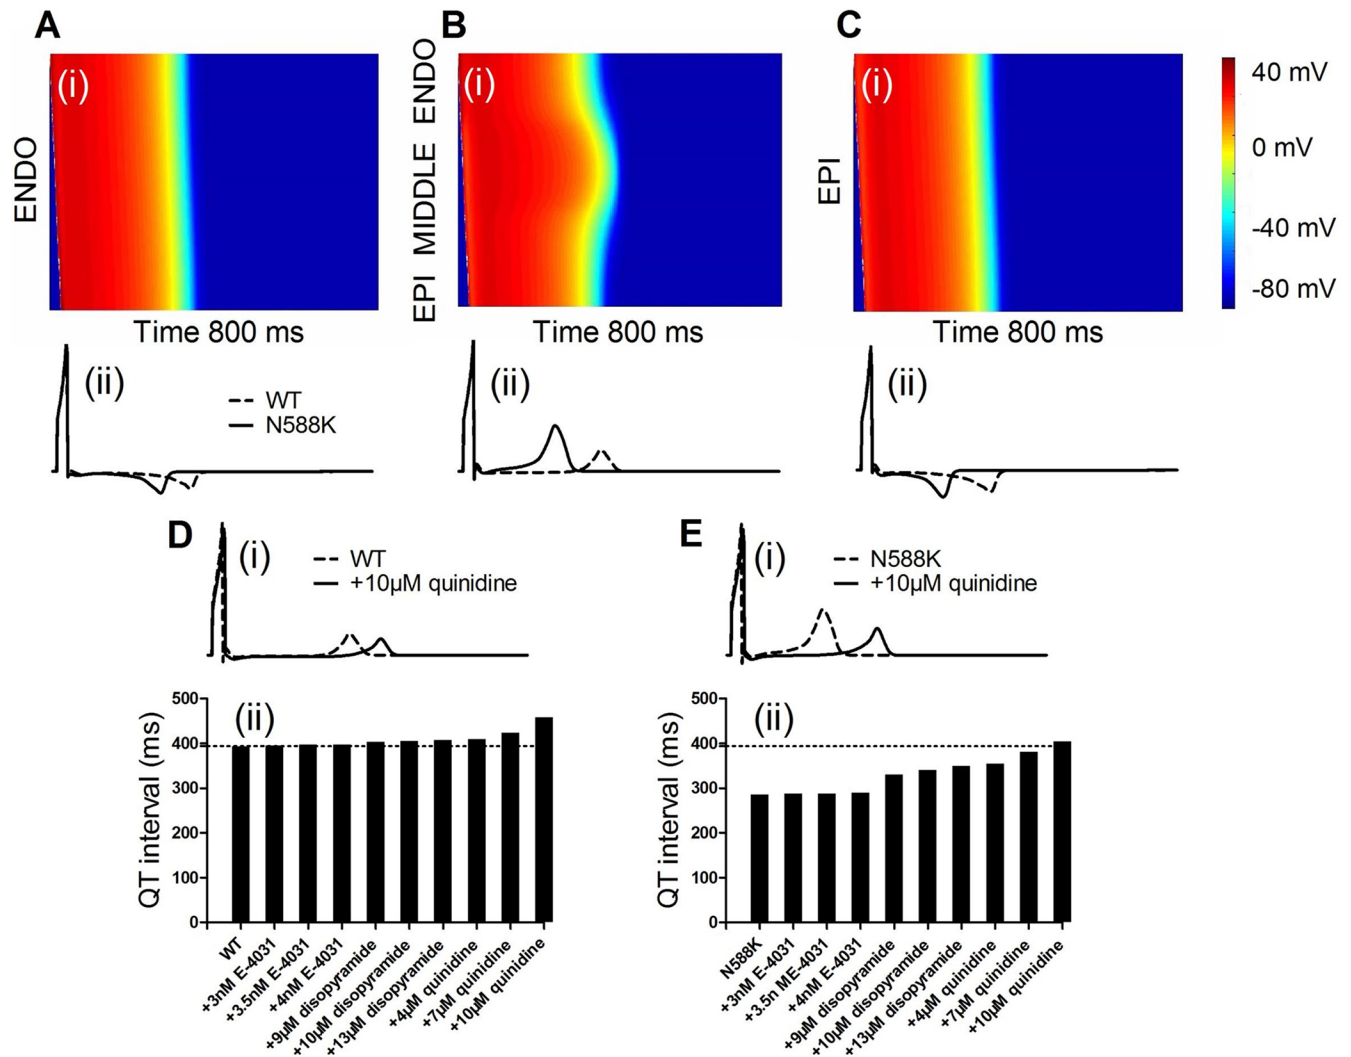 A
B
C
(i)
(i)
(i)
ENDO
EPI MIDDLE ENDO
EPI
40 mV
0 mV
-40 mV
-80 mV
Time 800 ms
Time 800 ms
Time 800 ms
(ii)
WT
N588K
(ii)
(ii)
D
(i)
WT
+10µM quinidine
E
(i)
N588K
+10µM quinidine
(ii)
QT interval (ms)
500
400
300
200
100
0
WT
+3nM E-4031
+3.5nM E-4031
+4nM E-4031
+9µM disopyramide
+10µM disopyramide
+13µM disopyramide
+4µM quinidine
+7µM quinidine
+10µM quinidine
(ii)
QT interval (ms)
500
400
300
200
100
0
N588K
+3nM E-4031
+3.5n ME-4031
+4nM E-4031
+9µM disopyramide
+10µM disopyramide
+13µM disopyramide
+4µM quinidine
+7µM quinidine
+10µM quinidine